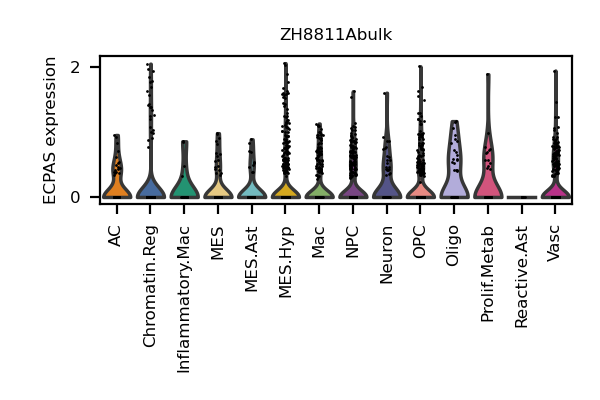 ZH8811Abulk
ECPAS expression
2
0
AC
Chromatin.Reg
Inflammatory.Mac
MES
MES.Ast
MES.Hyp
Mac
NPC
Neuron
OPC
Oligo
Prolif.Metab
Reactive.Ast
Vasc